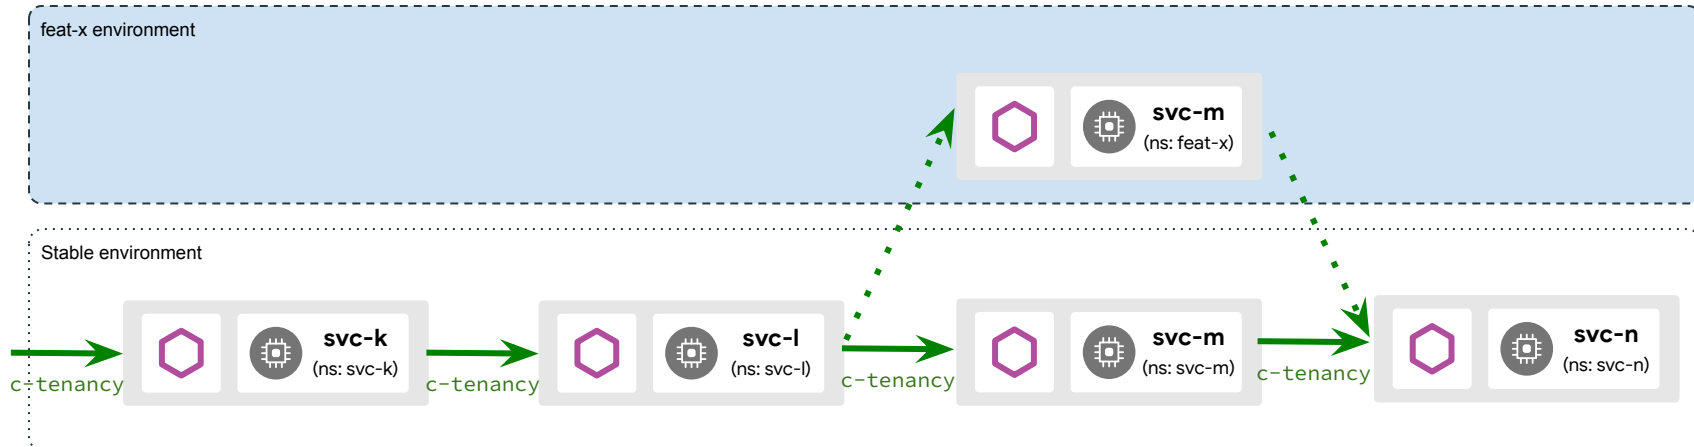 feat-x environment
svc-m
(ns: feat-x)
Stable environment
svc-k
(ns: svc-k)
svc-l
(ns: svc-l)
svc-m
(ns: svc-m)
svc-n
(ns: svc-n)
c-tenancy
c-tenancy
c-tenancy
c-tenancy